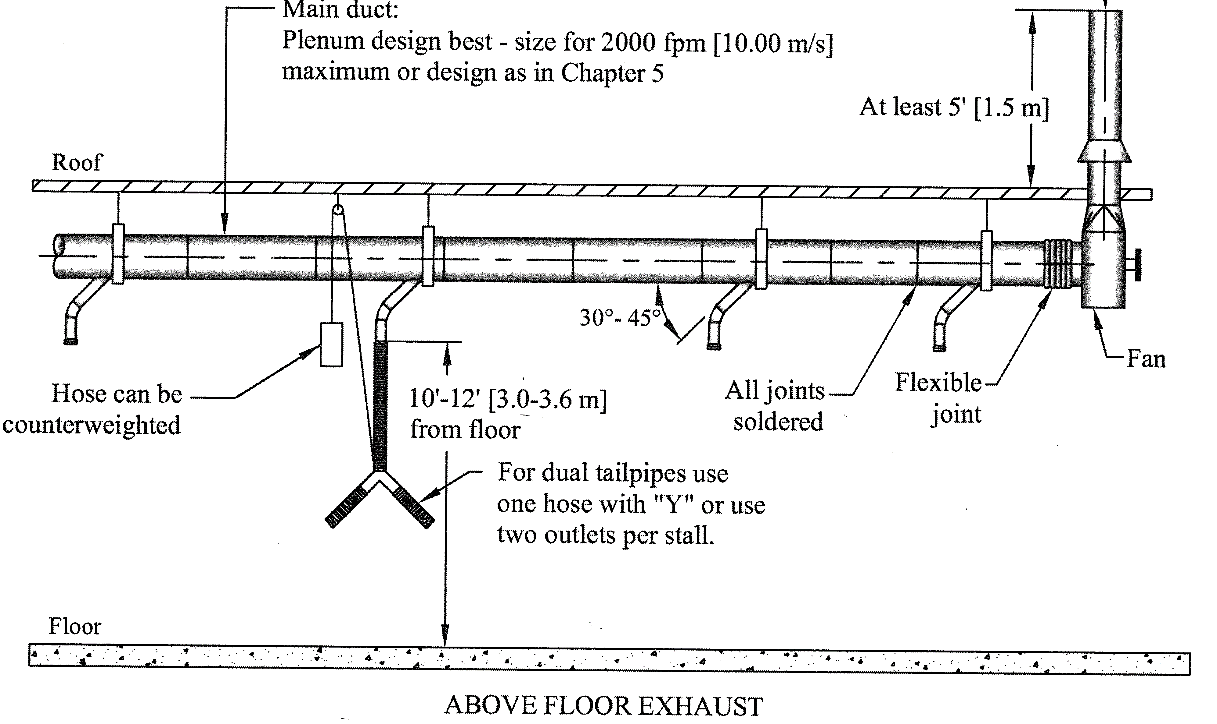 Main duct:
Plenum design best - size for 2000 fpm [10.00 m/s]
maximum or design as in Chapter 5
At least 5' [1.5 m]
Roof
30°- 45°
Hose can be
counterweighted
10'-12' [3.0-3.6 m]
from floor
All joints
soldered
Flexible
joint
Fan
For dual tailpipes use
one hose with "Y" or use
two outlets per stall.
Floor
ABOVE FLOOR EXHAUST